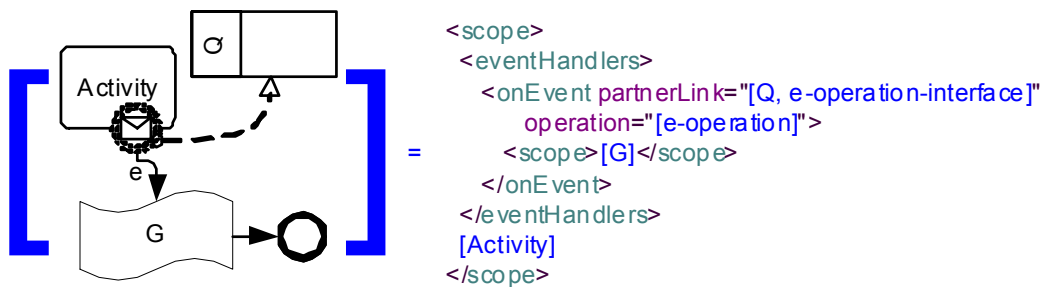 Q
Activity
e
G
=
<scope>
<eventHandlers>
<onEvent partnerLink="[Q, e-operation-interface]"
operation="[e-operation]">
<scope>[G]</scope>
</onEvent>
</eventHandlers>
[Activity]
</scope>